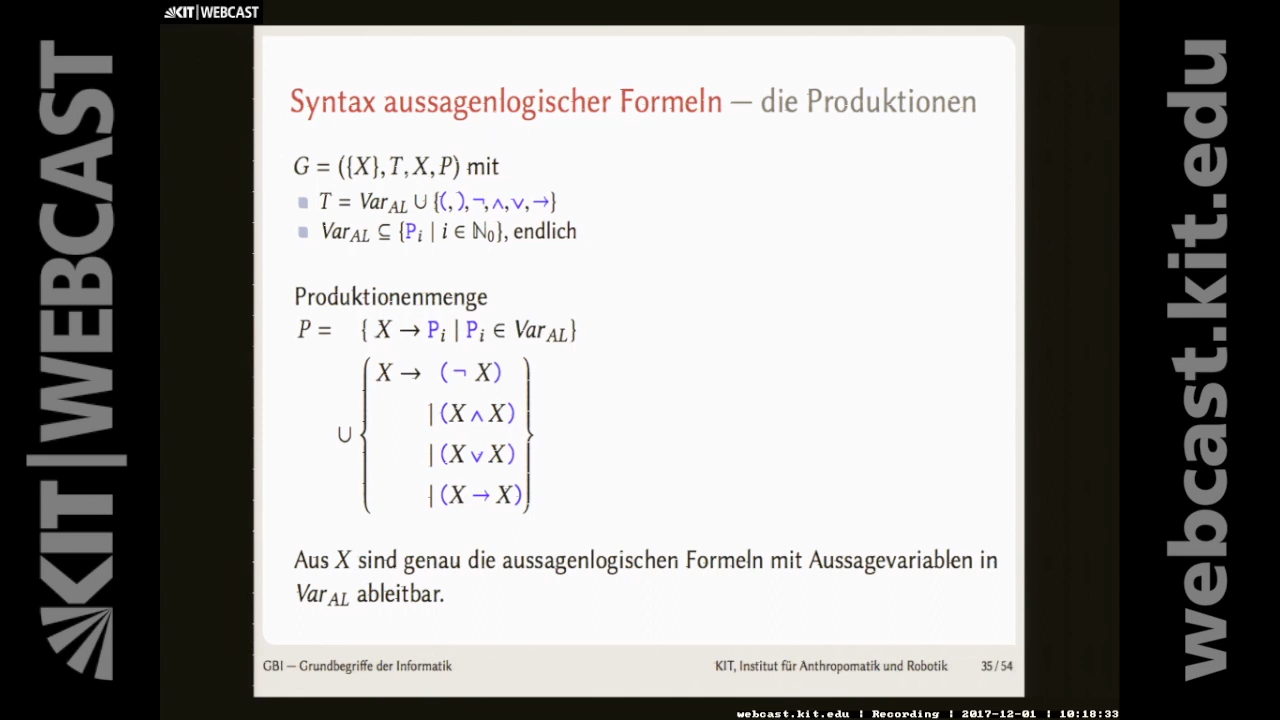 KIT|WEBCAST
KIT|WEBCAST
webcast.kit.edu
Syntax aussagenlogischer Formeln — die Produktionen
G = ({X}, T, X, P) mit
T = Var_AL ∪ {(, ), ¬, ∧, ∨, →}
Var_AL ⊆ {P_i | i ∈ ℕ_0}, endlich
Produktionenmenge
P = { X → P_i | P_i ∈ Var_AL}
∪ { X → (¬ X)
| (X ∧ X)
| (X ∨ X)
| (X → X) }
Aus X sind genau die aussagenlogischen Formeln mit Aussagevariablen in
Var_AL ableitbar.
GBI — Grundbegriffe der Informatik KIT, Institut für Anthropomatik und Robotik 35 / 54
webcast.kit.edu | Recording | 2017-12-01 | 10:18:33